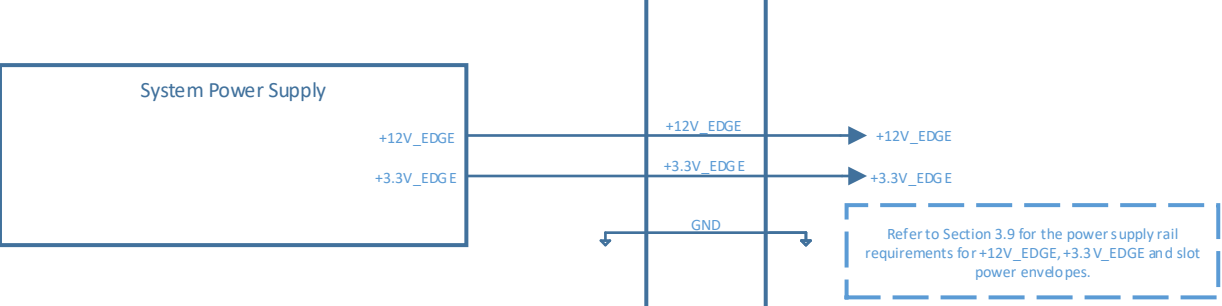 System Power Supply
+12V_EDGE
+3.3V_EDGE
+12V_EDGE
+3.3V_EDGE
GND
+12V_EDGE
+3.3V_EDGE
Refer to Section 3.9 for the power supply rail
requirements for +12V_EDGE, +3.3V_EDGE and slot
power envelopes.